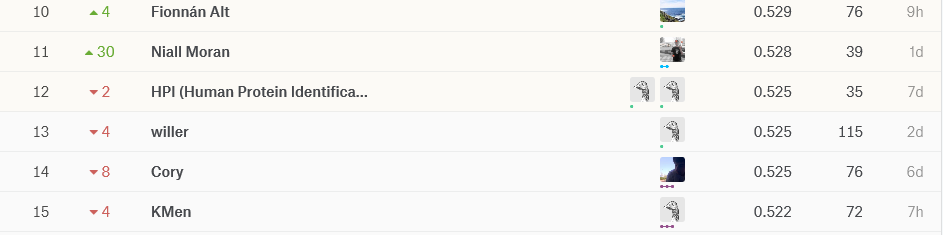 10 4 Fionnán Alt 0.529 76 9h
11 30 Niall Moran 0.528 39 1d
12 2 HPI (Human Protein Identifica... 0.525 35 7d
13 4 willer 0.525 115 2d
14 8 Cory 0.525 76 6d
15 4 KMen 0.522 72 7h